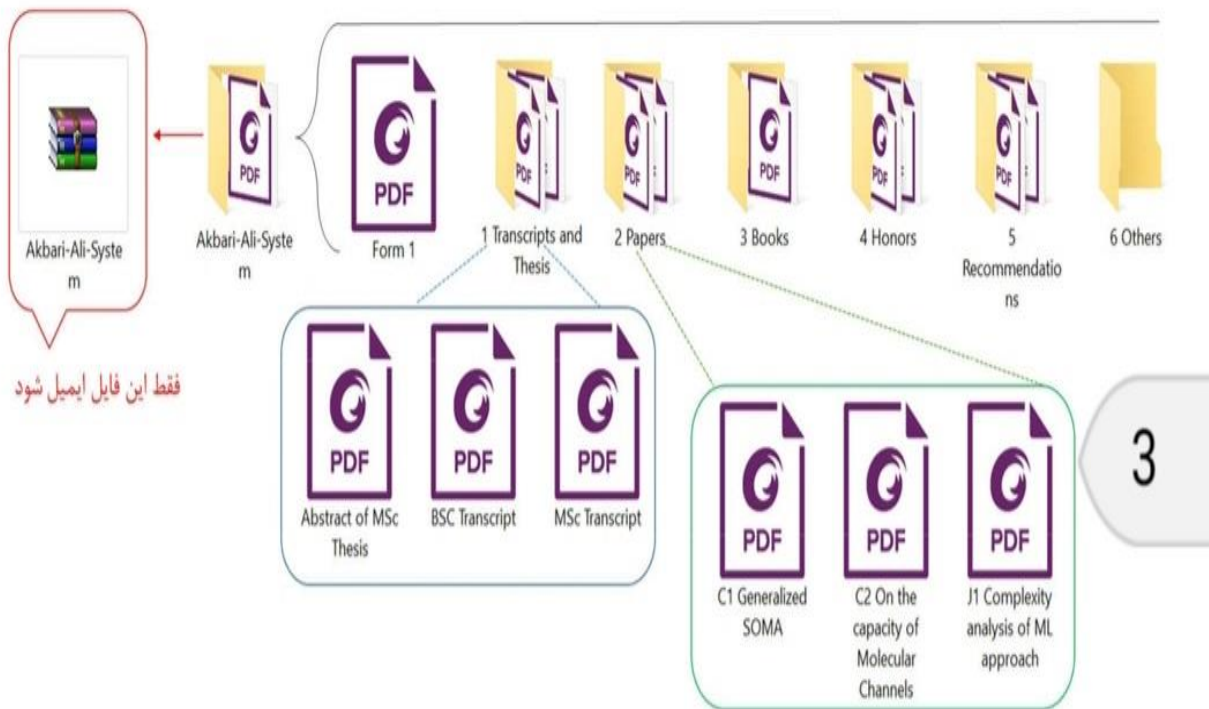 PDF
Akbari-Ali-Syste
m
PDF
Akbari-Ali-Syste
m
PDF
Form 1
1 Transcripts and
Thesis
2 Papers
PDF
3 Books
4 Honors
5
Recommendatio
ns
6 Others
فقط این فایل ایمیل شود
PDF
Abstract of MSc
Thesis
PDF
BSC Transcript
PDF
MSc Transcript
PDF
C1 Generalized
SOMA
PDF
C2 On the
capacity of
Molecular
Channels
PDF
J1 Complexity
analysis of ML
approach
3